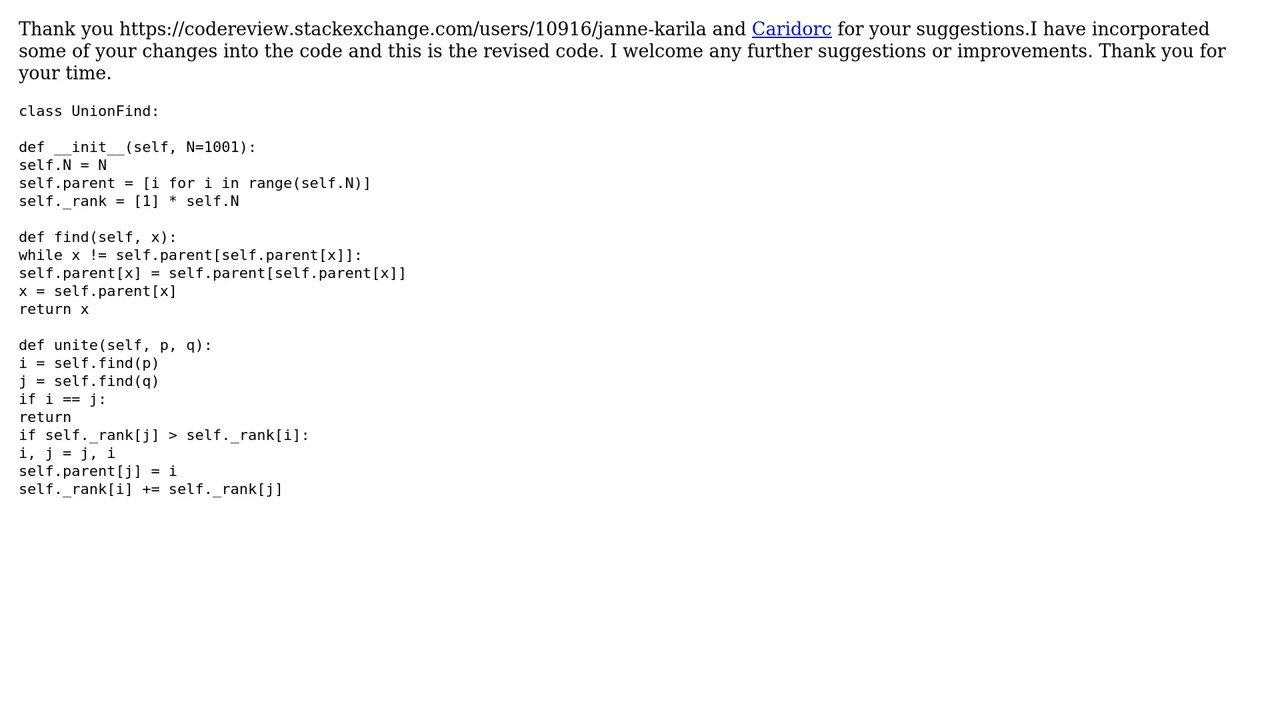 Thank you https://codereview.stackexchange.com/users/10916/janne-karila and Caridorc for your suggestions.I have incorporated
some of your changes into the code and this is the revised code. I welcome any further suggestions or improvements. Thank you for
your time.
class UnionFind:
def __init__(self, N=1001):
self.N = N
self.parent = [i for i in range(self.N)]
self._rank = [1] * self.N
def find(self, x):
while x != self.parent[self.parent[x]]:
self.parent[x] = self.parent[self.parent[x]]
x = self.parent[x]
return x
def unite(self, p, q):
i = self.find(p)
j = self.find(q)
if i == j:
return
if self._rank[j] > self._rank[i]:
i, j = j, i
self.parent[j] = i
self._rank[i] += self._rank[j]